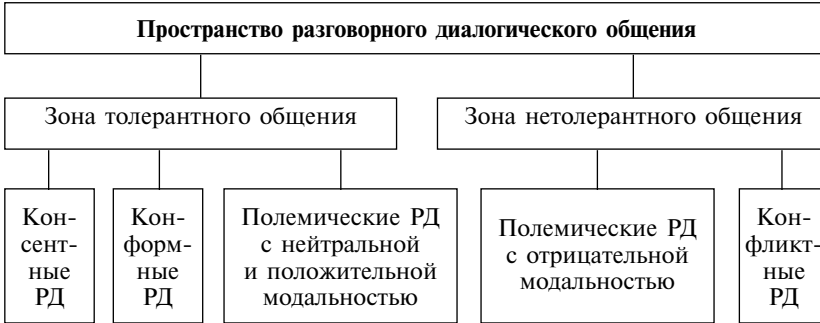 Пространство разговорного диалогического общения
Зона толерантного общения
Зона нетолерантного общения
Кон-
сент-
ные
РД
Кон-
форм-
ные
РД
Полемические РД
с нейтральной
и положительной
модальностью
Полемические РД
с отрицательной
модальностью
Кон-
фликт-
ные
РД